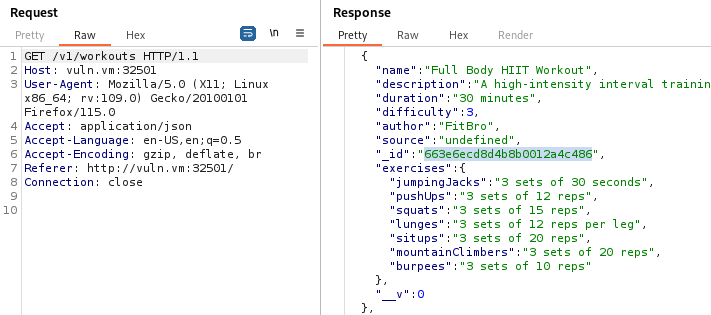 Request
Pretty Raw Hex \n
1 GET /v1/workouts HTTP/1.1
2 Host: vuln.vm:32501
3 User-Agent: Mozilla/5.0 (X11; Linux
x86_64; rv:109.0) Gecko/20100101
Firefox/115.0
4 Accept: application/json
5 Accept-Language: en-US,en;q=0.5
6 Accept-Encoding: gzip, deflate, br
7 Referer: http://vuln.vm:32501/
8 Connection: close
9
10
Response
Pretty Raw Hex Render
{
"name":"Full Body HIIT Workout",
"description":"A high-intensity interval trainin
"duration":"30 minutes",
"difficulty":3,
"author":"FitBro",
"source":"undefined",
"_id":"663e6ecd8d4b8b0012a4c486",
"exercises":{
"jumpingJacks":"3 sets of 30 seconds",
"pushUps":"3 sets of 12 reps",
"squats":"3 sets of 15 reps",
"lunges":"3 sets of 12 reps per leg",
"situps":"3 sets of 20 reps",
"mountainClimbers":"3 sets of 20 reps",
"burpees":"3 sets of 10 reps"
},
"__v":0
},